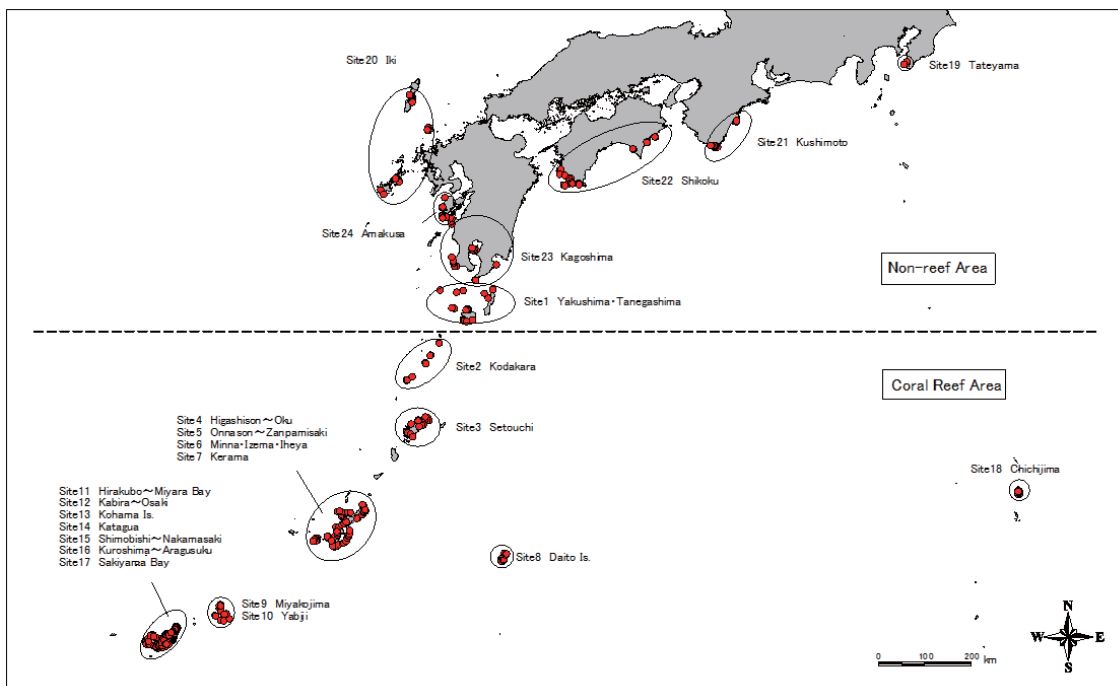 Site20 Iki
Site19 Tateyama
Site21 Kushimoto
Site22 Shikoku
Site24 Amakusa
Site23 Kagoshima
Non-reef Area
Site1 Yakushima・Tanegashima
Site2 Kodakara
Coral Reef Area
Site4 Higashison～Oku
Site5 Onnason～Zanpamisaki
Site6 Minna・Izema・Iheya
Site7 Kerama
Site3 Setouchi
Site18 Chichijima
Site11 Hirakubo～Miyara Bay
Site12 Kabira～Osaki
Site13 Kohama Is.
Site14 Katagua
Site15 Shimobishi～Nakamasaki
Site16 Kuroshima～Aragusuku
Site17 Sakiyama Bay
Site8 Daito Is.
Site9 Miyakojima
Site10 Yabiji
N
W E
S
0 50 100 200
km